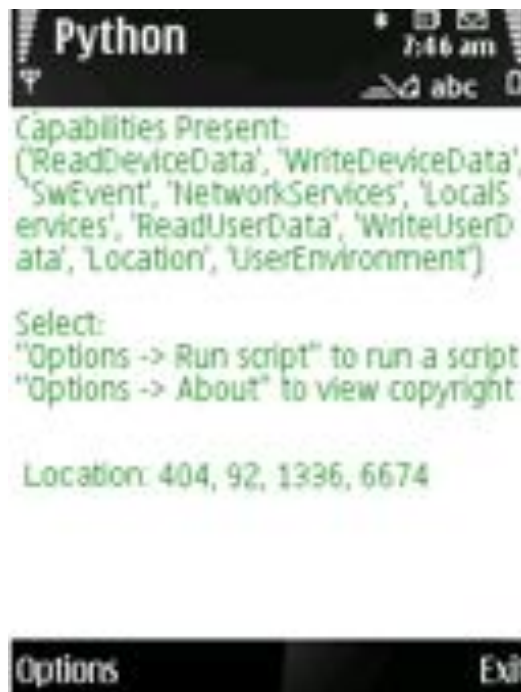 Python
7:46 am
abc
Capabilities Present:
('ReadDeviceData', 'WriteDeviceData',
'SwEvent', 'NetworkServices', 'LocalS
ervices', 'ReadUserData', 'WriteUserD
ata', 'Location', 'UserEnvironment')
Select:
"Options -> Run script" to run a script
"Options -> About" to view copyright
Location: 404, 92, 1336, 6674
Options
Exit